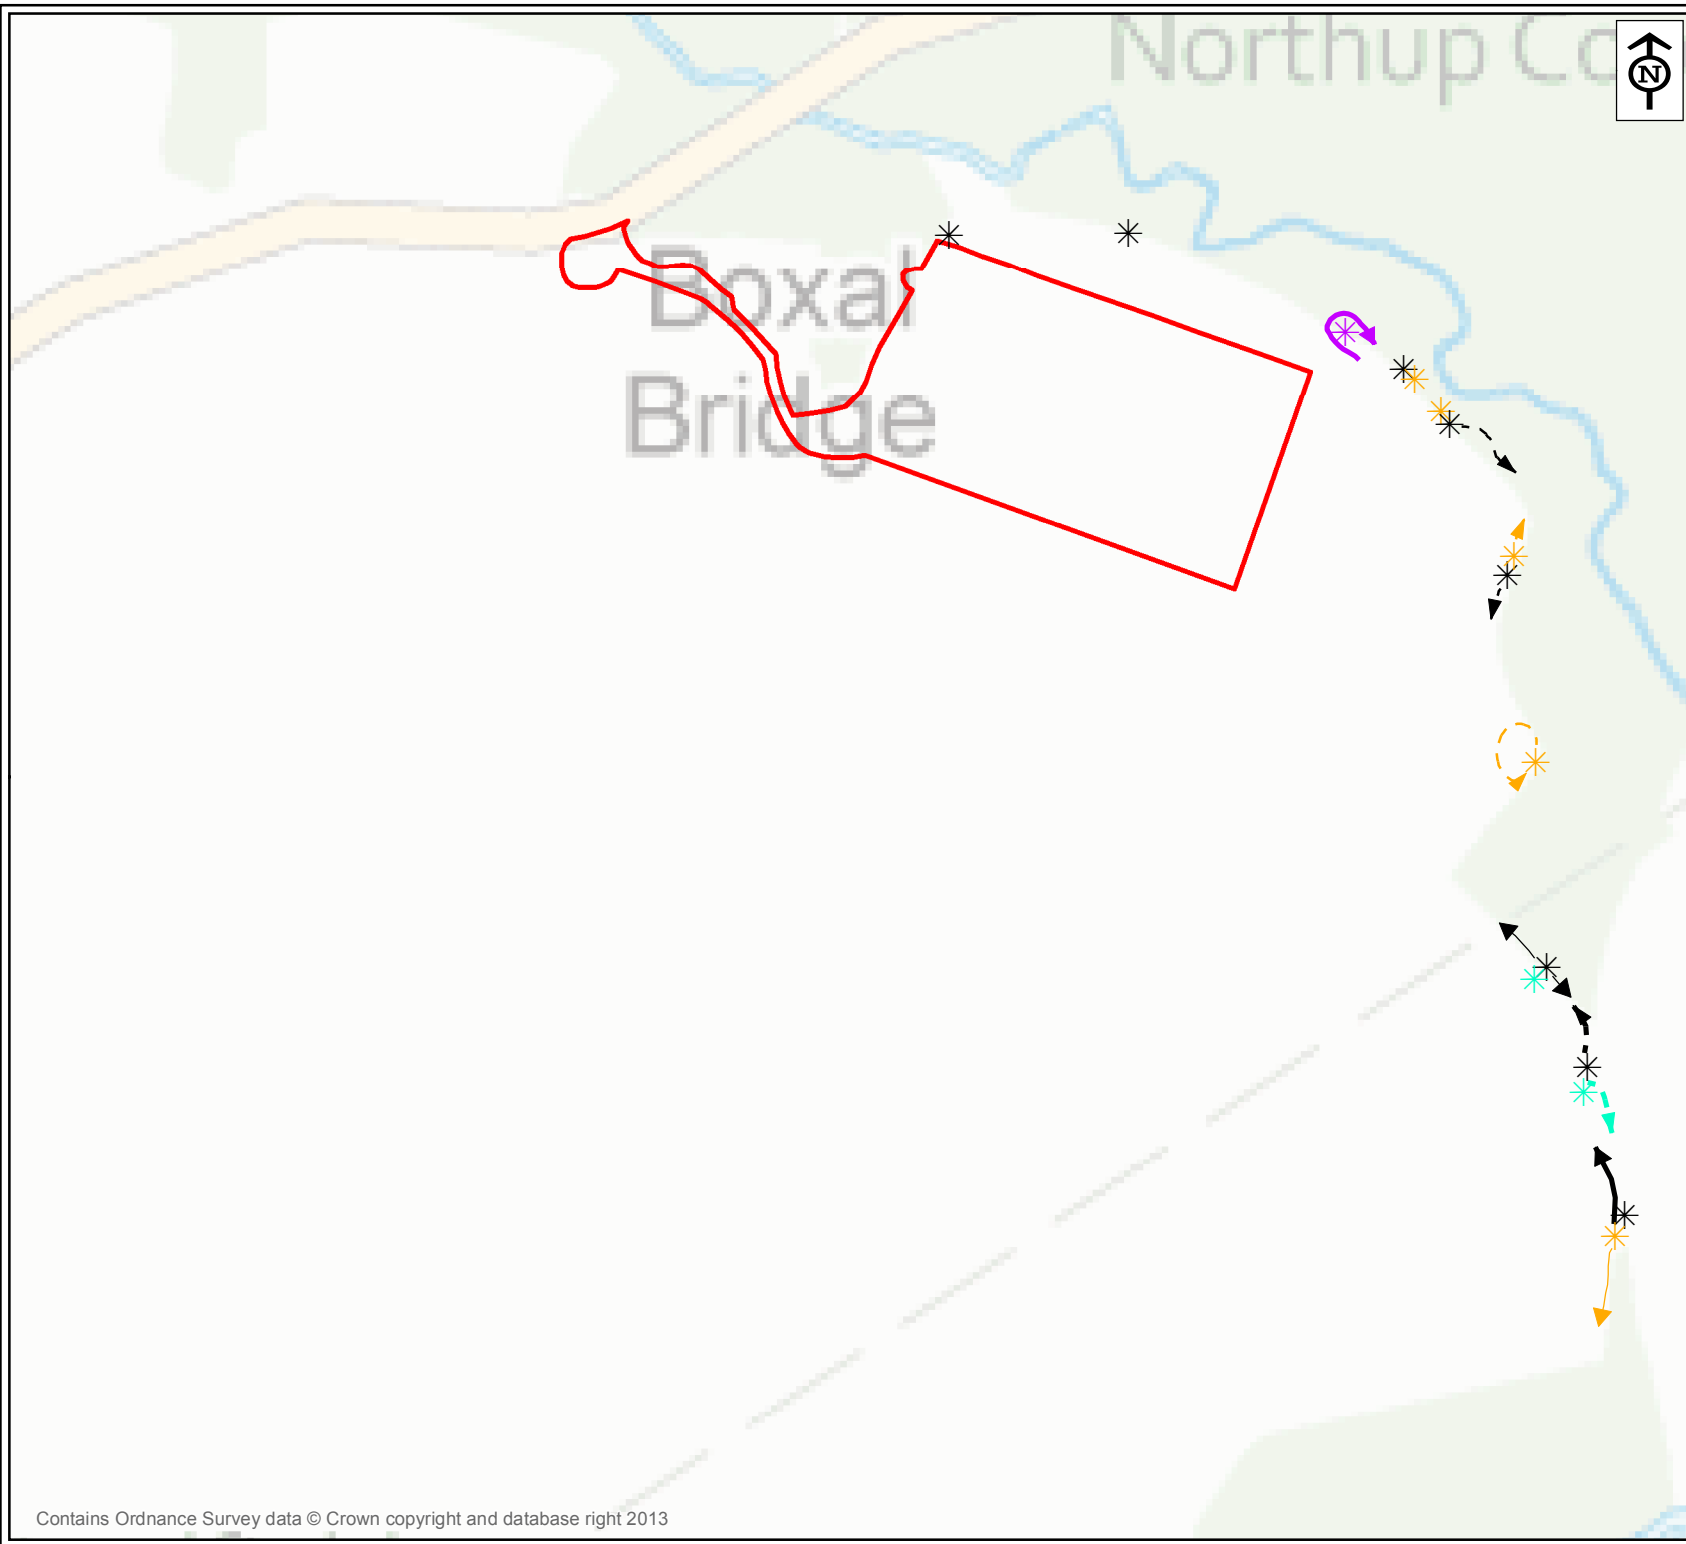 Northup Co
N
Boxal
Bridge
Contains Ordnance Survey data © Crown copyright and database right 2013